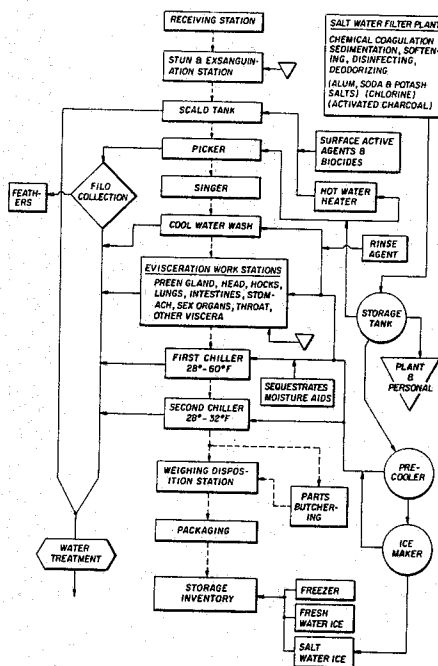 RECEIVING STATION
STUN & EXSANGUI-
NATION STATION
SCALD TANK
PICKER
SINGER
COOL WATER WASH
EVISCERATION WORK STATIONS
PREEN GLAND, HEAD, HOCKS,
LUNGS, INTESTINES, STOM-
ACH, SEX ORGANS, THROAT,
OTHER VISCERA
FIRST CHILLER
28°-60°F
SECOND CHILLER
28°-32°F
WEIGHING DISPO-
SITION STATION
PACKAGING
STORAGE
INVENTORY
FEATH-
ERS
FILO
COLLECTION
WATER
TREATMENT
SALT WATER FILTER PLANT
CHEMICAL COAGULATION
SEDIMENTATION, SOFTEN-
ING, DISINFECTING,
DEODORIZING
(ALUM, SODA & POTASH
SALTS) (CHLORINE)
(ACTIVATED CHARCOAL)
SURFACE ACTIVE
AGENTS &
BIOCIDES
HOT WATER
HEATER
RINSE
AGENT
STORAGE
TANK
PLANT
&
PERSONAL
SEQUESTRATES
MOISTURE AIDS
PRE-
COOLER
PARTS
BUTCHER-
ING
ICE
MAKER
FREEZER
FRESH
WATER ICE
SALT
WATER ICE